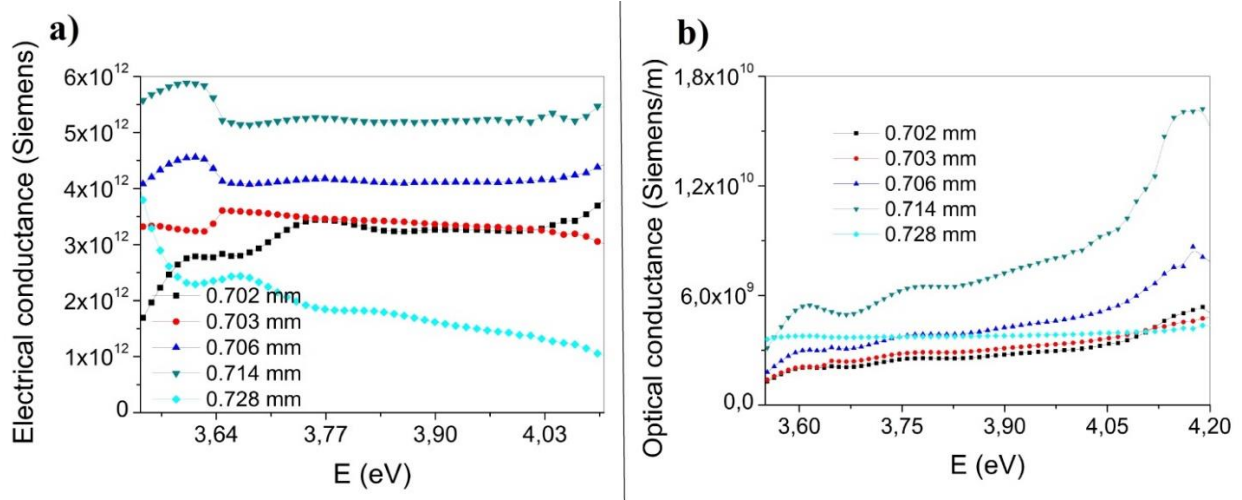 a)
Electrical conductance (Siemens)
6x10¹²
5x10¹²
4x10¹²
3x10¹²
2x10¹²
1x10¹²
0
0.702 mm
0.703 mm
0.706 mm
0.714 mm
0.728 mm
3,64
3,77
3,90
4,03
E (eV)
b)
Optical conductance (Siemens/m)
1,8x10¹⁰
1,2x10¹⁰
6,0x10⁹
0,0
0.702 mm
0.703 mm
0.706 mm
0.714 mm
0.728 mm
3,60
3,75
3,90
4,05
4,20
E (eV)